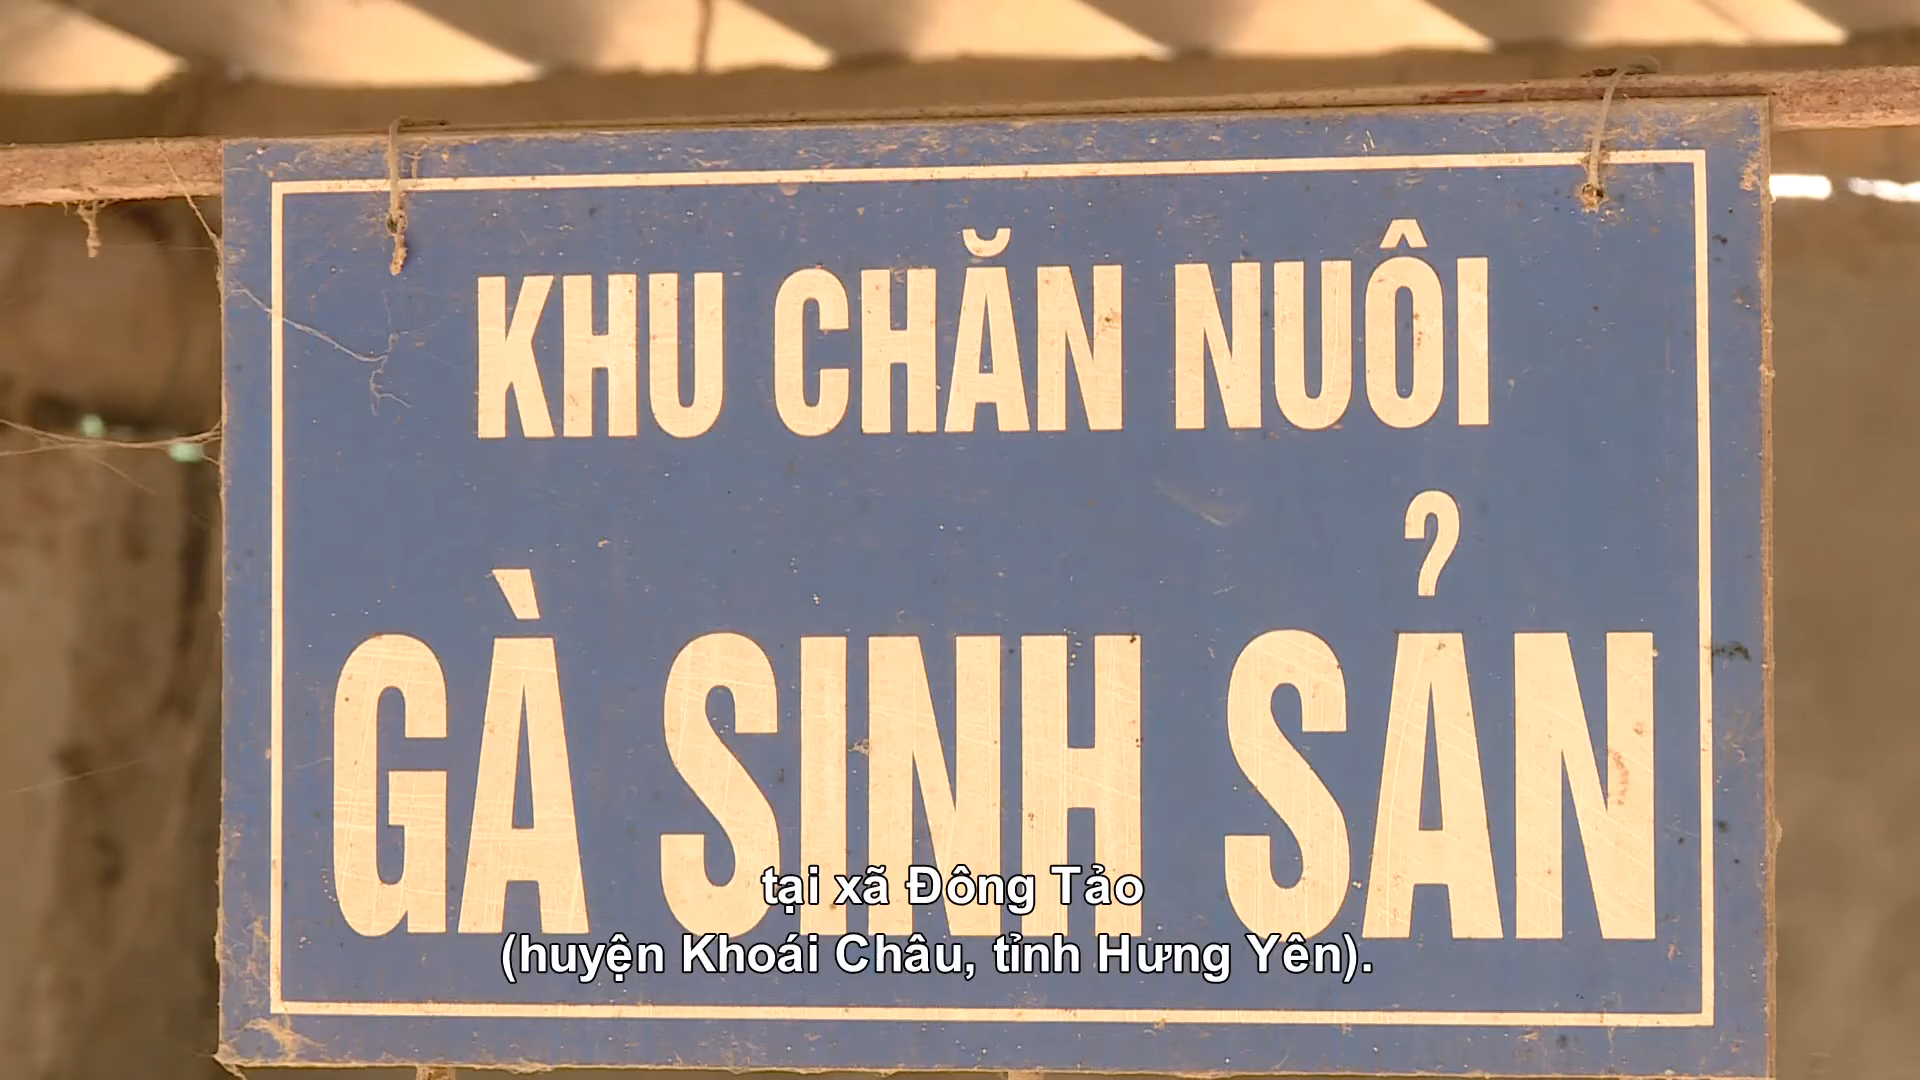 KHU CHĂN NUÔI
GÀ SINH SẢN
tại xã Đông Tảo
(huyện Khoái Châu, tỉnh Hưng Yên).